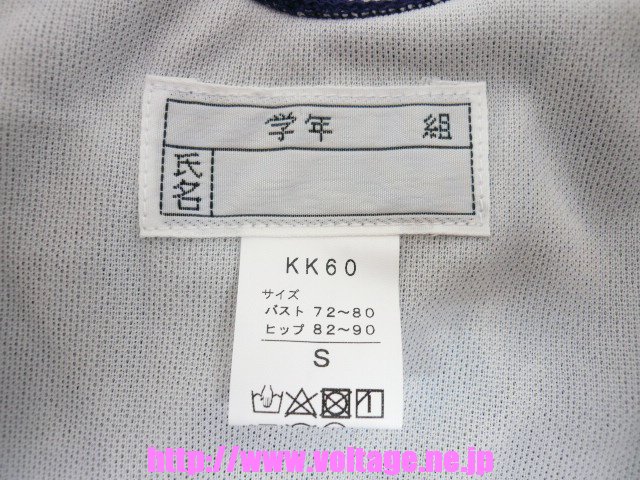 学年 組
氏名
KK60
サイズ
バスト 72〜80
ヒップ 82〜90
S
http://www.voltage.ne.jp